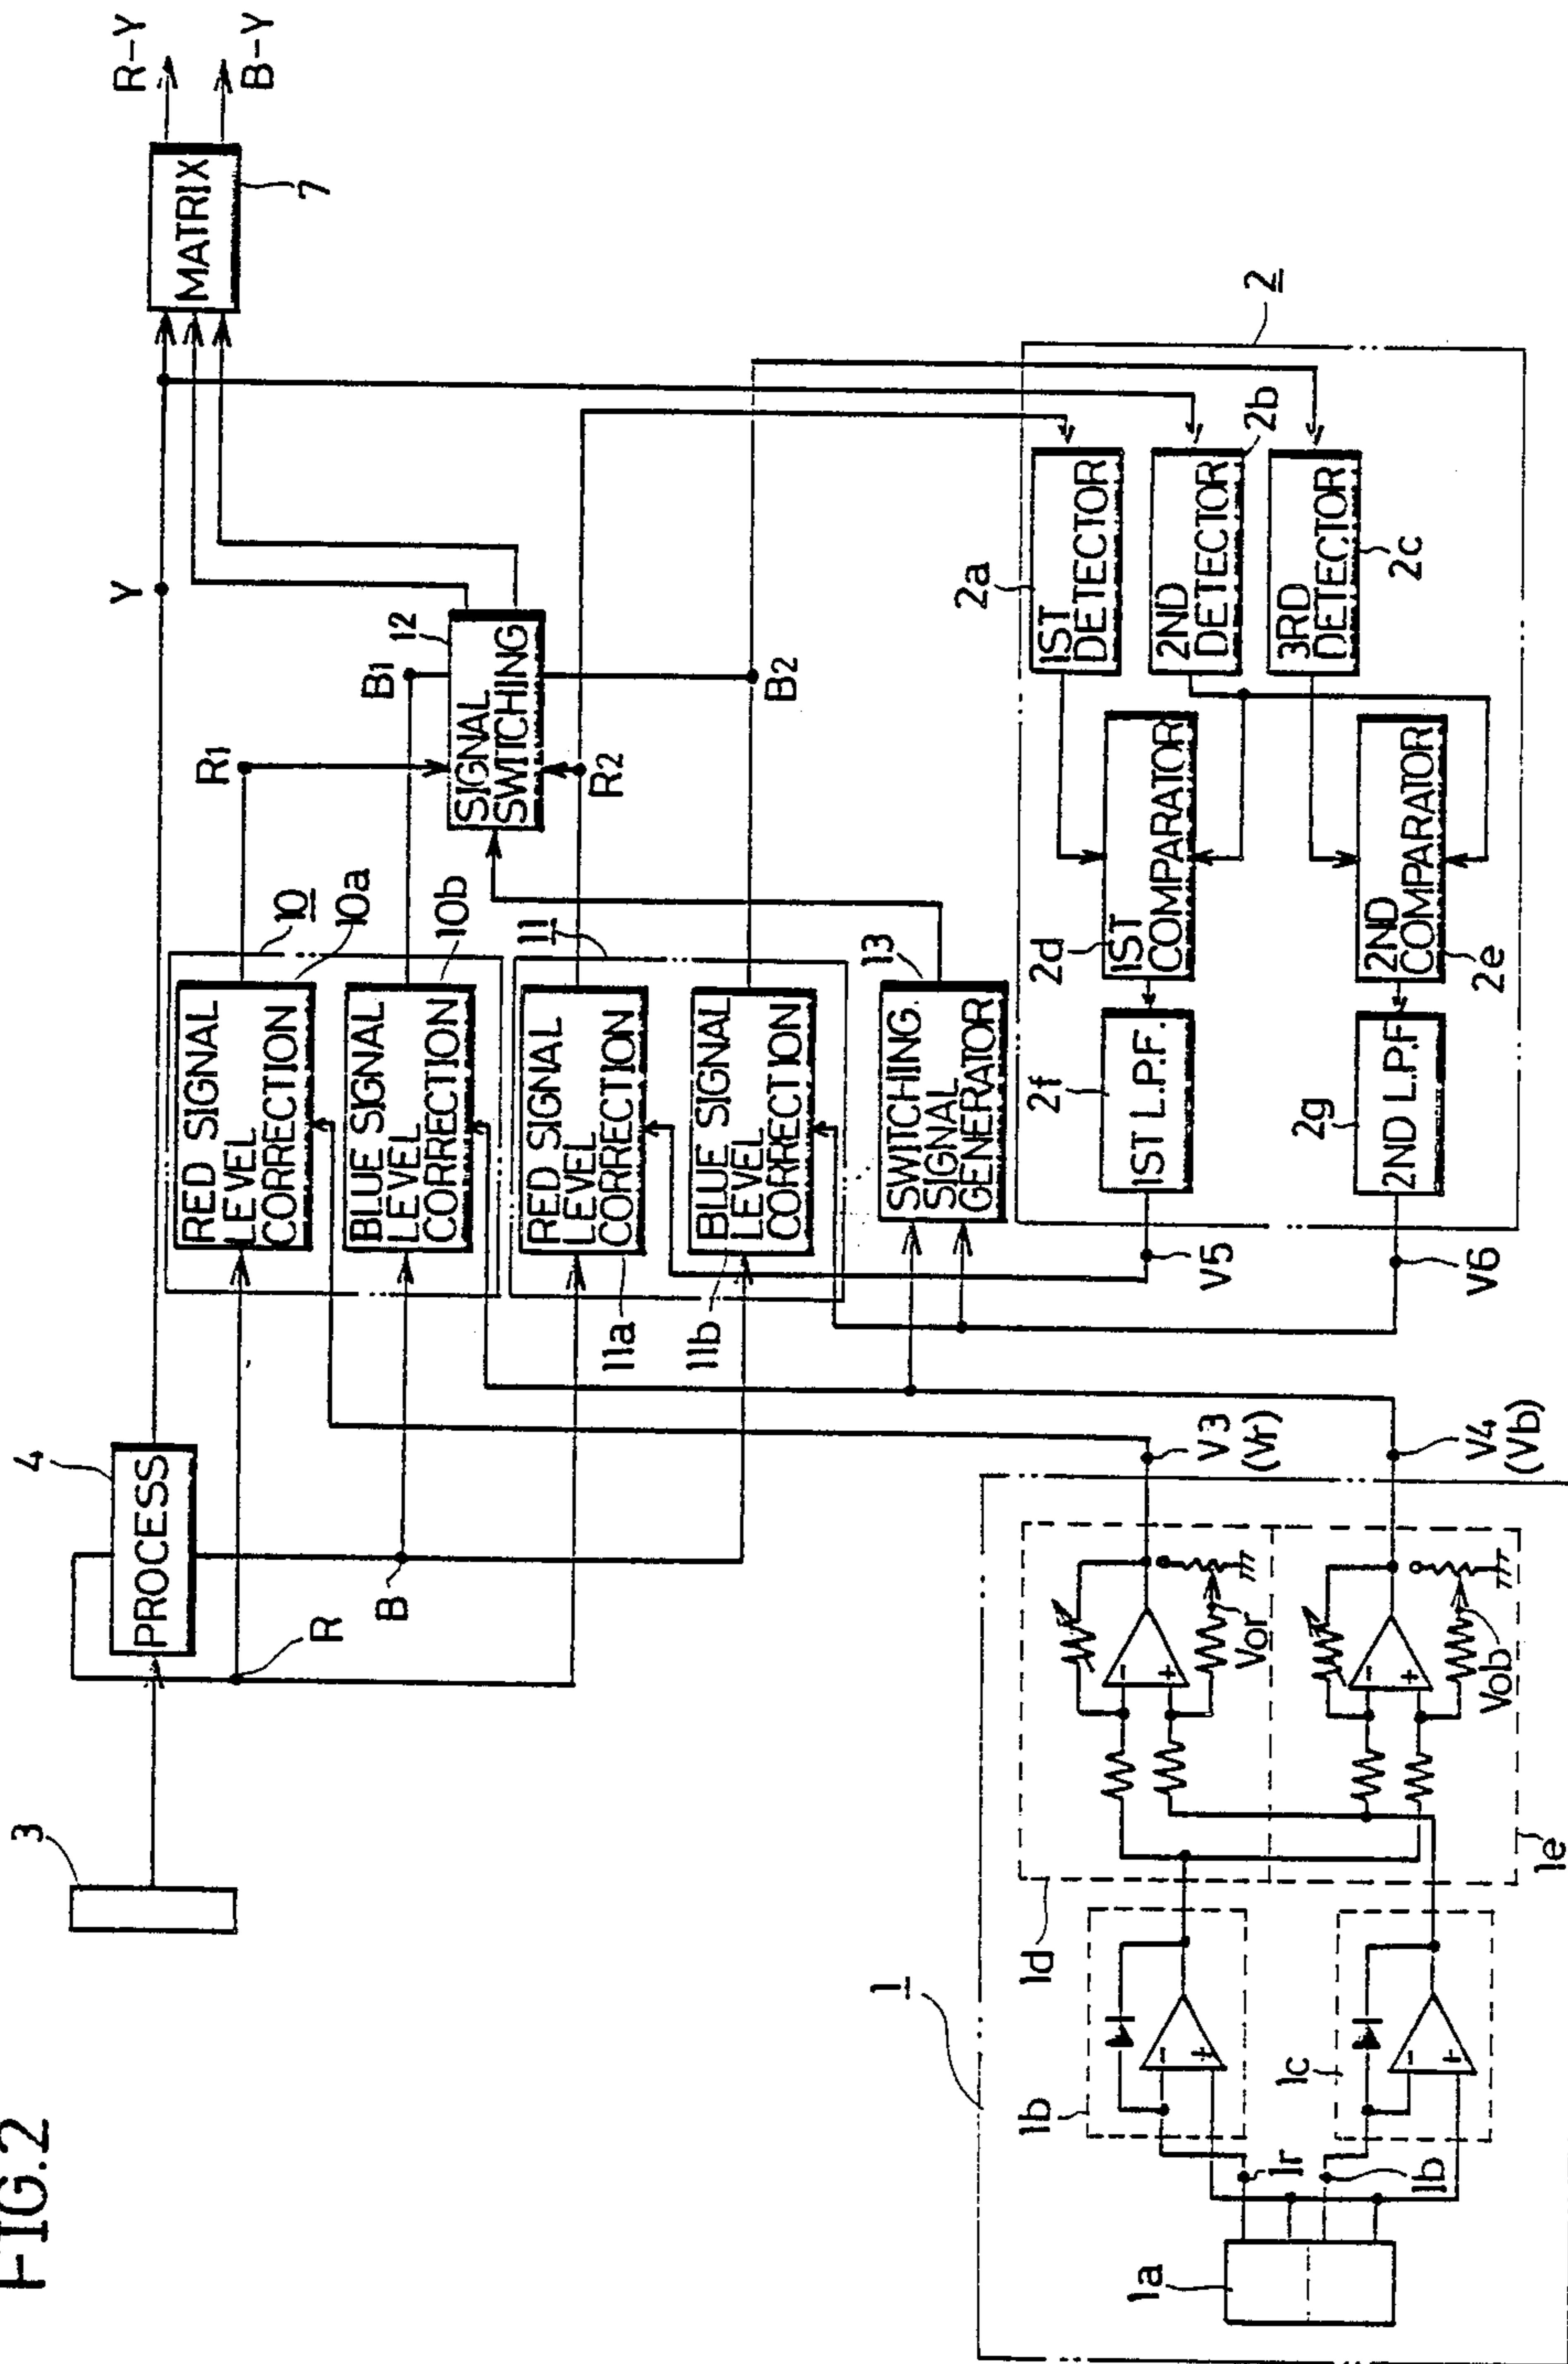 FIG.2
3
4
PROCESS
R
B
Y
10
10a
RED SIGNAL
LEVEL
CORRECTION
10b
BLUE SIGNAL
LEVEL
CORRECTION
11
11a
RED SIGNAL
LEVEL
CORRECTION
11b
BLUE SIGNAL
LEVEL
CORRECTION
13
SWITCHING
SIGNAL
GENERATOR
R1
B1
12
SIGNAL
SWITCHING
R2
B2
MATRIX
7
R-Y
B-Y
1
1a
1r
1b
1b
1c
1d
1e
-
+
-
+
-
+
-
+
Vor
Vob
V3
(Vr)
V4
(Vb)
V5
V6
2
2a
1ST
DETECTOR
2b
2ND
DETECTOR
2c
3RD
DETECTOR
2d
1ST
COMPARATOR
2e
2ND
COMPARATOR
2f
1ST L.P.F.
2g
2ND L.P.F